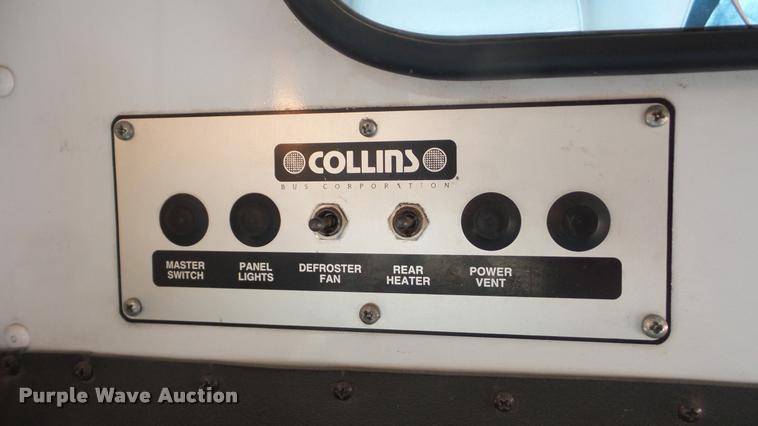 COLLINS
BUS CORPORATION
MASTER SWITCH
PANEL LIGHTS
DEFROSTER FAN
REAR HEATER
POWER VENT
Purple Wave Auction